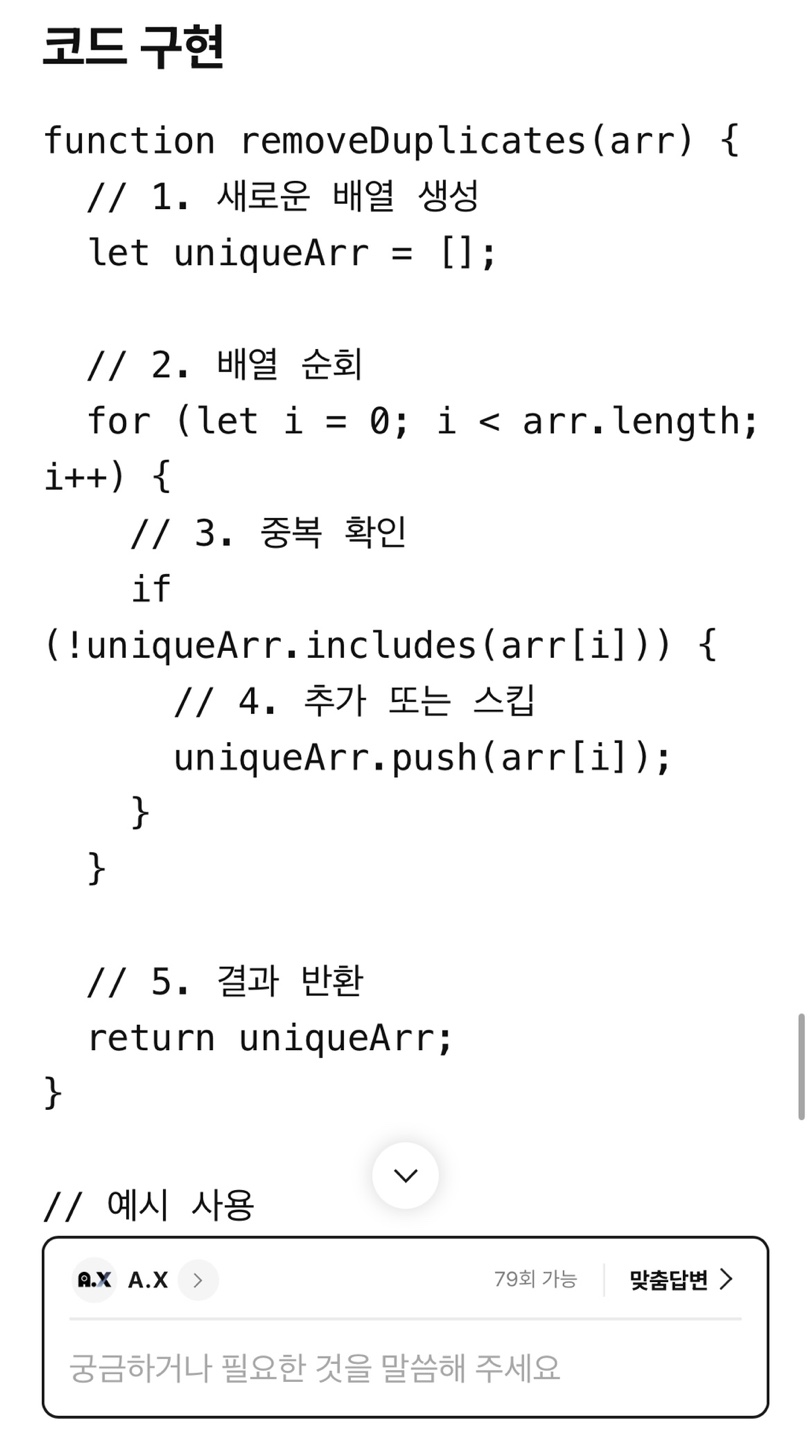 코드 구현
function removeDuplicates(arr) {
  // 1. 새로운 배열 생성
  let uniqueArr = [];

  // 2. 배열 순회
  for (let i = 0; i < arr.length;
i++) {
    // 3. 중복 확인
    if
(!uniqueArr.includes(arr[i])) {
      // 4. 추가 또는 스킵
      uniqueArr.push(arr[i]);
    }
  }

  // 5. 결과 반환
  return uniqueArr;
}

// 예시 사용
A.X A.X 79회 가능 맞춤답변
궁금하거나 필요한 것을 말씀해 주세요